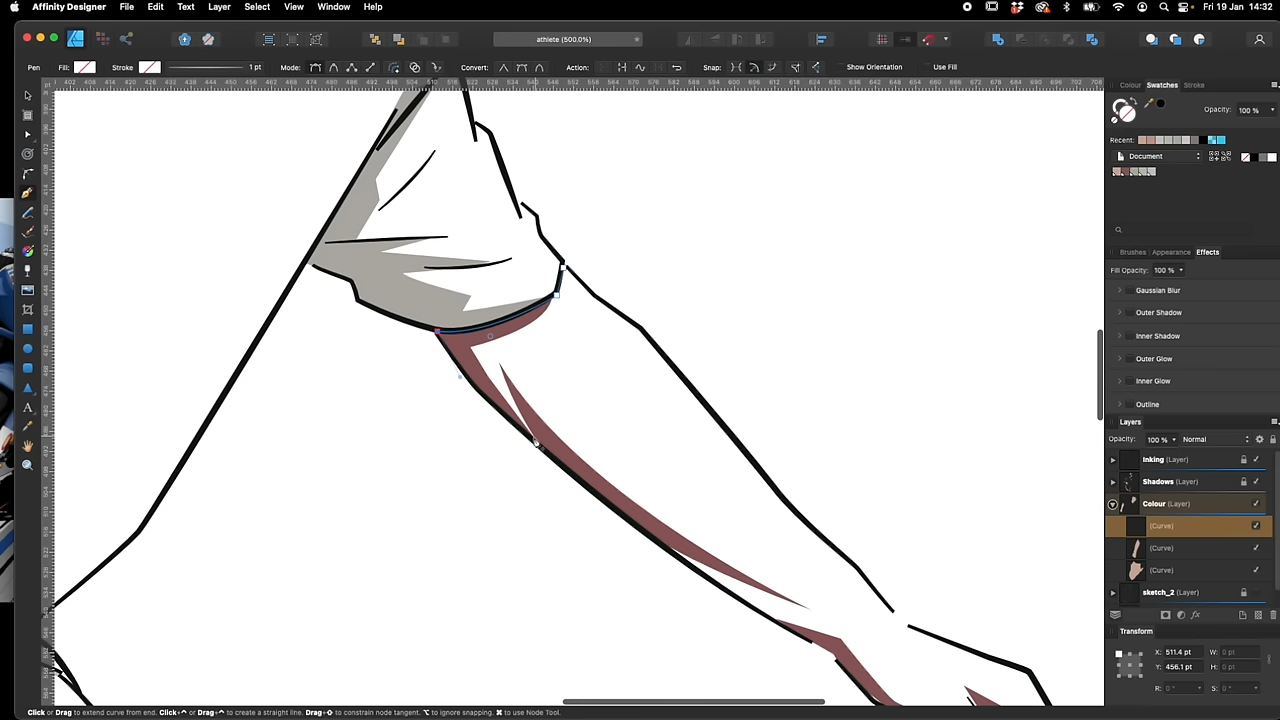 Affinity Designer File Edit Text Layer Select View Window Help Fri 19 Jan 14:32
athlete (500.0%)
Pen Fill: Stroke 1 pt Mode: Convert: Action: Snap: Show Orientation Use Fill
Colour Swatches Stroke
Opacity: 100 %
Recent:
Document
Brushes Appearance Effects
Fill Opacity: 100 %
Gaussian Blur
Outer Shadow
Inner Shadow
Outer Glow
Inner Glow
Outline
Layers
Opacity: 100 % Normal
Inking (Layer)
Shadows (Layer)
Colour (Layer)
(Curve)
(Curve)
(Curve)
sketch_2 (Layer)
Transform
X: 511.4 pt W: 0 pt
Y: 456.1 pt H: 0 pt
R: 0 ° S: 0 °
Click or Drag to extend curve from end. Click+^ or Drag+^ to create a straight line. Drag+⇧ to constrain node tangent. ⌥ to ignore snapping. ⌘ to use Node Tool.